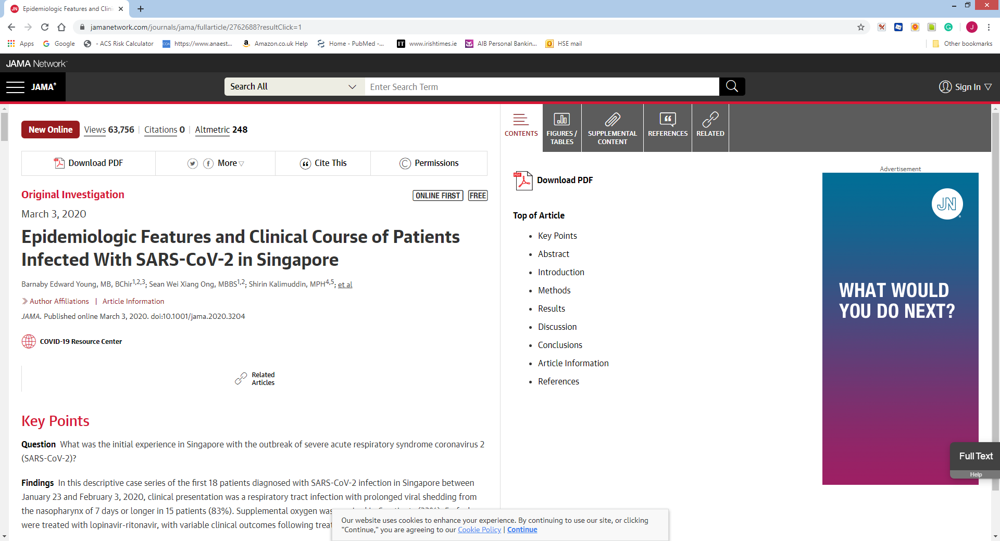 Epidemiologic Features and Clini
jamanetwork.com/journals/jama/fullarticle/2762688?resultClick=1
J
Apps
Google
- ACS Risk Calculator
https://www.anaest...
Amazon.co.uk Help
Home - PubMed -...
IT
www.irishtimes.ie
AIB Personal Bankin...
HSE mail
Other bookmarks
JAMA Network
JAMA®
Search All
Enter Search Term
Sign In
New Online
Views 63,756 | Citations 0 | Altmetric 248
Download PDF
More
Cite This
Permissions
Original Investigation
ONLINE FIRST
FREE
March 3, 2020
Epidemiologic Features and Clinical Course of Patients
Infected With SARS-CoV-2 in Singapore
Barnaby Edward Young, MB, BChir1,2,3; Sean Wei Xiang Ong, MBBS1,2; Shirin Kalimuddin, MPH4,5; et al
Author Affiliations | Article Information
JAMA. Published online March 3, 2020. doi:10.1001/jama.2020.3204
COVID-19 Resource Center
Related
Articles
Key Points
Question What was the initial experience in Singapore with the outbreak of severe acute respiratory syndrome coronavirus 2
(SARS-CoV-2)?
Findings In this descriptive case series of the first 18 patients diagnosed with SARS-CoV-2 infection in Singapore between
January 23 and February 3, 2020, clinical presentation was a respiratory tract infection with prolonged viral shedding from
the nasopharynx of 7 days or longer in 15 patients (83%). Supplemental oxygen was
were treated with lopinavir-ritonavir, with variable clinical outcomes following treat
Our website uses cookies to enhance your experience. By continuing to use our site, or clicking
"Continue," you are agreeing to our Cookie Policy | Continue
CONTENTS
FIGURES /
TABLES
SUPPLEMENTAL
CONTENT
REFERENCES
RELATED
PDF
Download PDF
Top of Article
Key Points
Abstract
Introduction
Methods
Results
Discussion
Conclusions
Article Information
References
Advertisement
JN
WHAT WOULD
YOU DO NEXT?
Full Text
Help